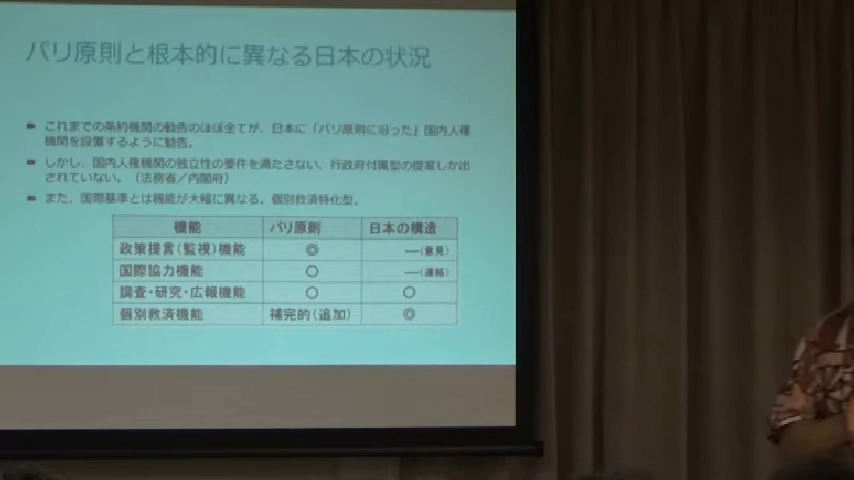 パリ原則と根本的に異なる日本の状況
これまでの条約機関の勧告のほぼ全てが、日本に「パリ原則に沿った」国内人権
機関を設置するように勧告。
しかし、国内人権機関の独立性の要件を満たさない、行政府付属型の提案しか出
されていない。（法務省／内閣府）
また、国際基準とは機能が大幅に異なる。個別救済特化型。
機能 パリ原則 日本の構造
政策提言(監視)機能 ◎ ―(意見)
国際協力機能 ○ ―(連絡)
調査・研究・広報機能 ○ ○
個別救済機能 補完的(追加) ◎